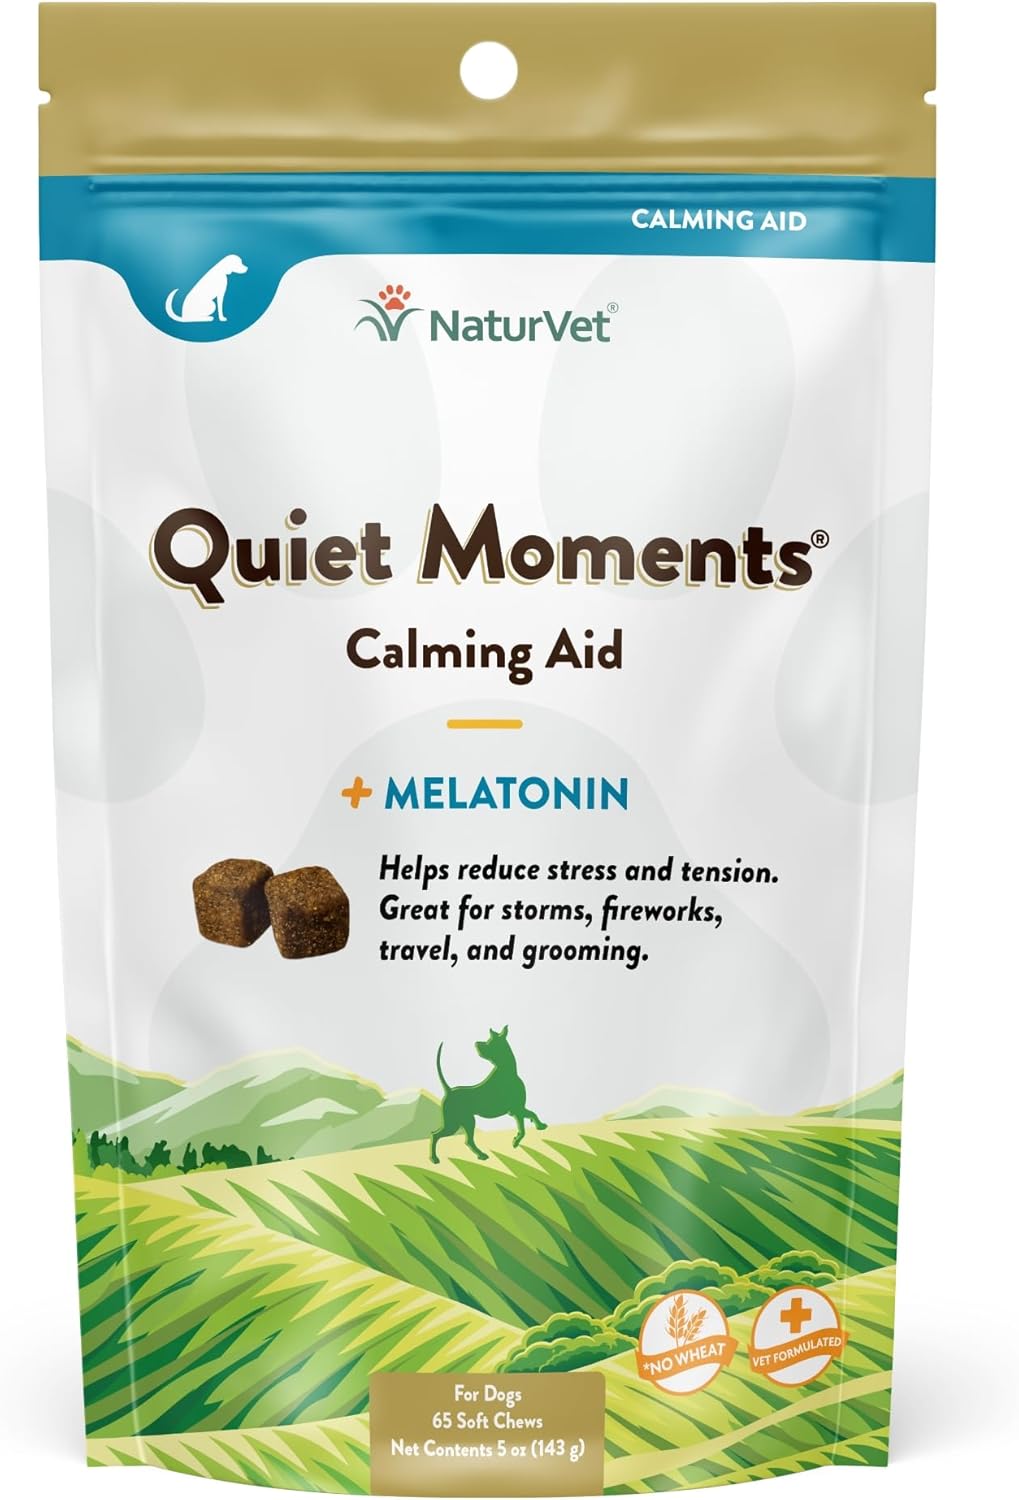 CALMING AID
NaturVet®
Quiet Moments®
Calming Aid
+ MELATONIN
Helps reduce stress and tension.
Great for storms, fireworks,
travel, and grooming.
*NO WHEAT
VET FORMULATED
For Dogs
65 Soft Chews
Net Contents 5 oz (143 g)